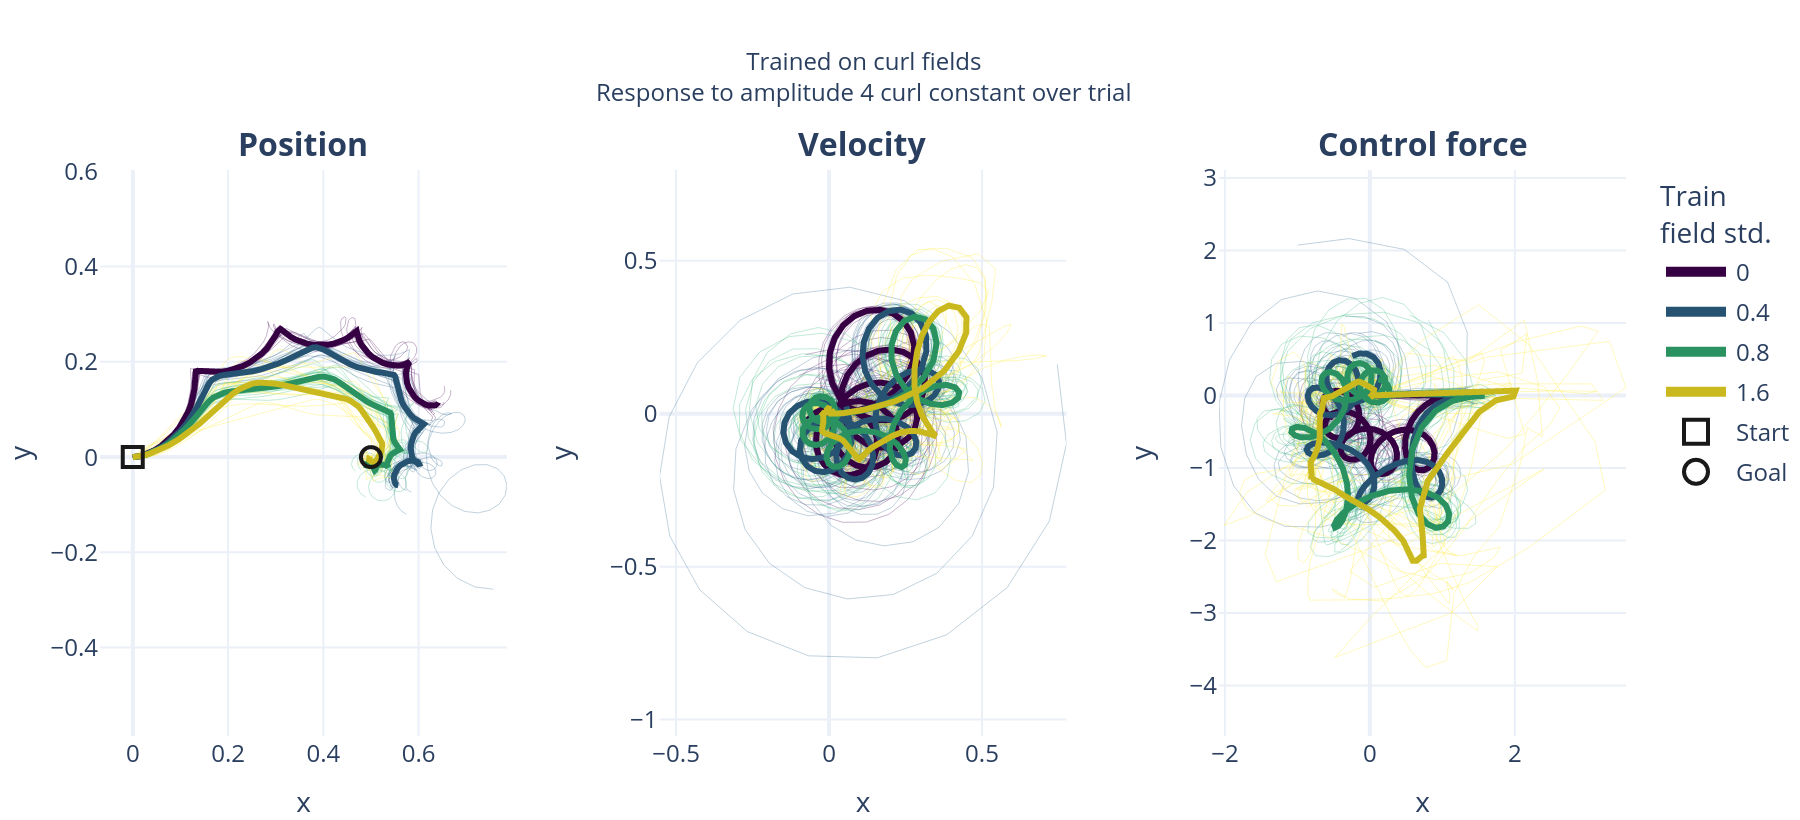 Trained on curl fields
Response to amplitude 4 curl constant over trial
Position
Velocity
Control force
0.6
0.4
0.2
0
−0.2
−0.4
y
0
0.2
0.4
0.6
x
0.5
0
−0.5
−1
y
−0.5
0
0.5
x
3
2
1
0
−1
−2
−3
−4
y
−2
0
2
x
Train
field std.
0
0.4
0.8
1.6
Start
Goal